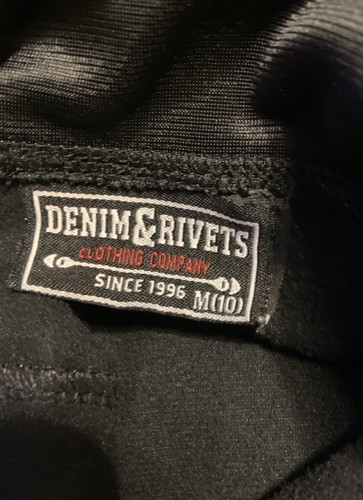 DENIM&RIVETS
CLOTHING COMPANY
SINCE 1996
M(10)